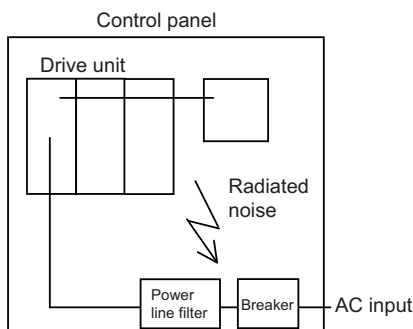 Control panel
Drive unit
Radiated
noise
Power
line filter
Breaker
AC input